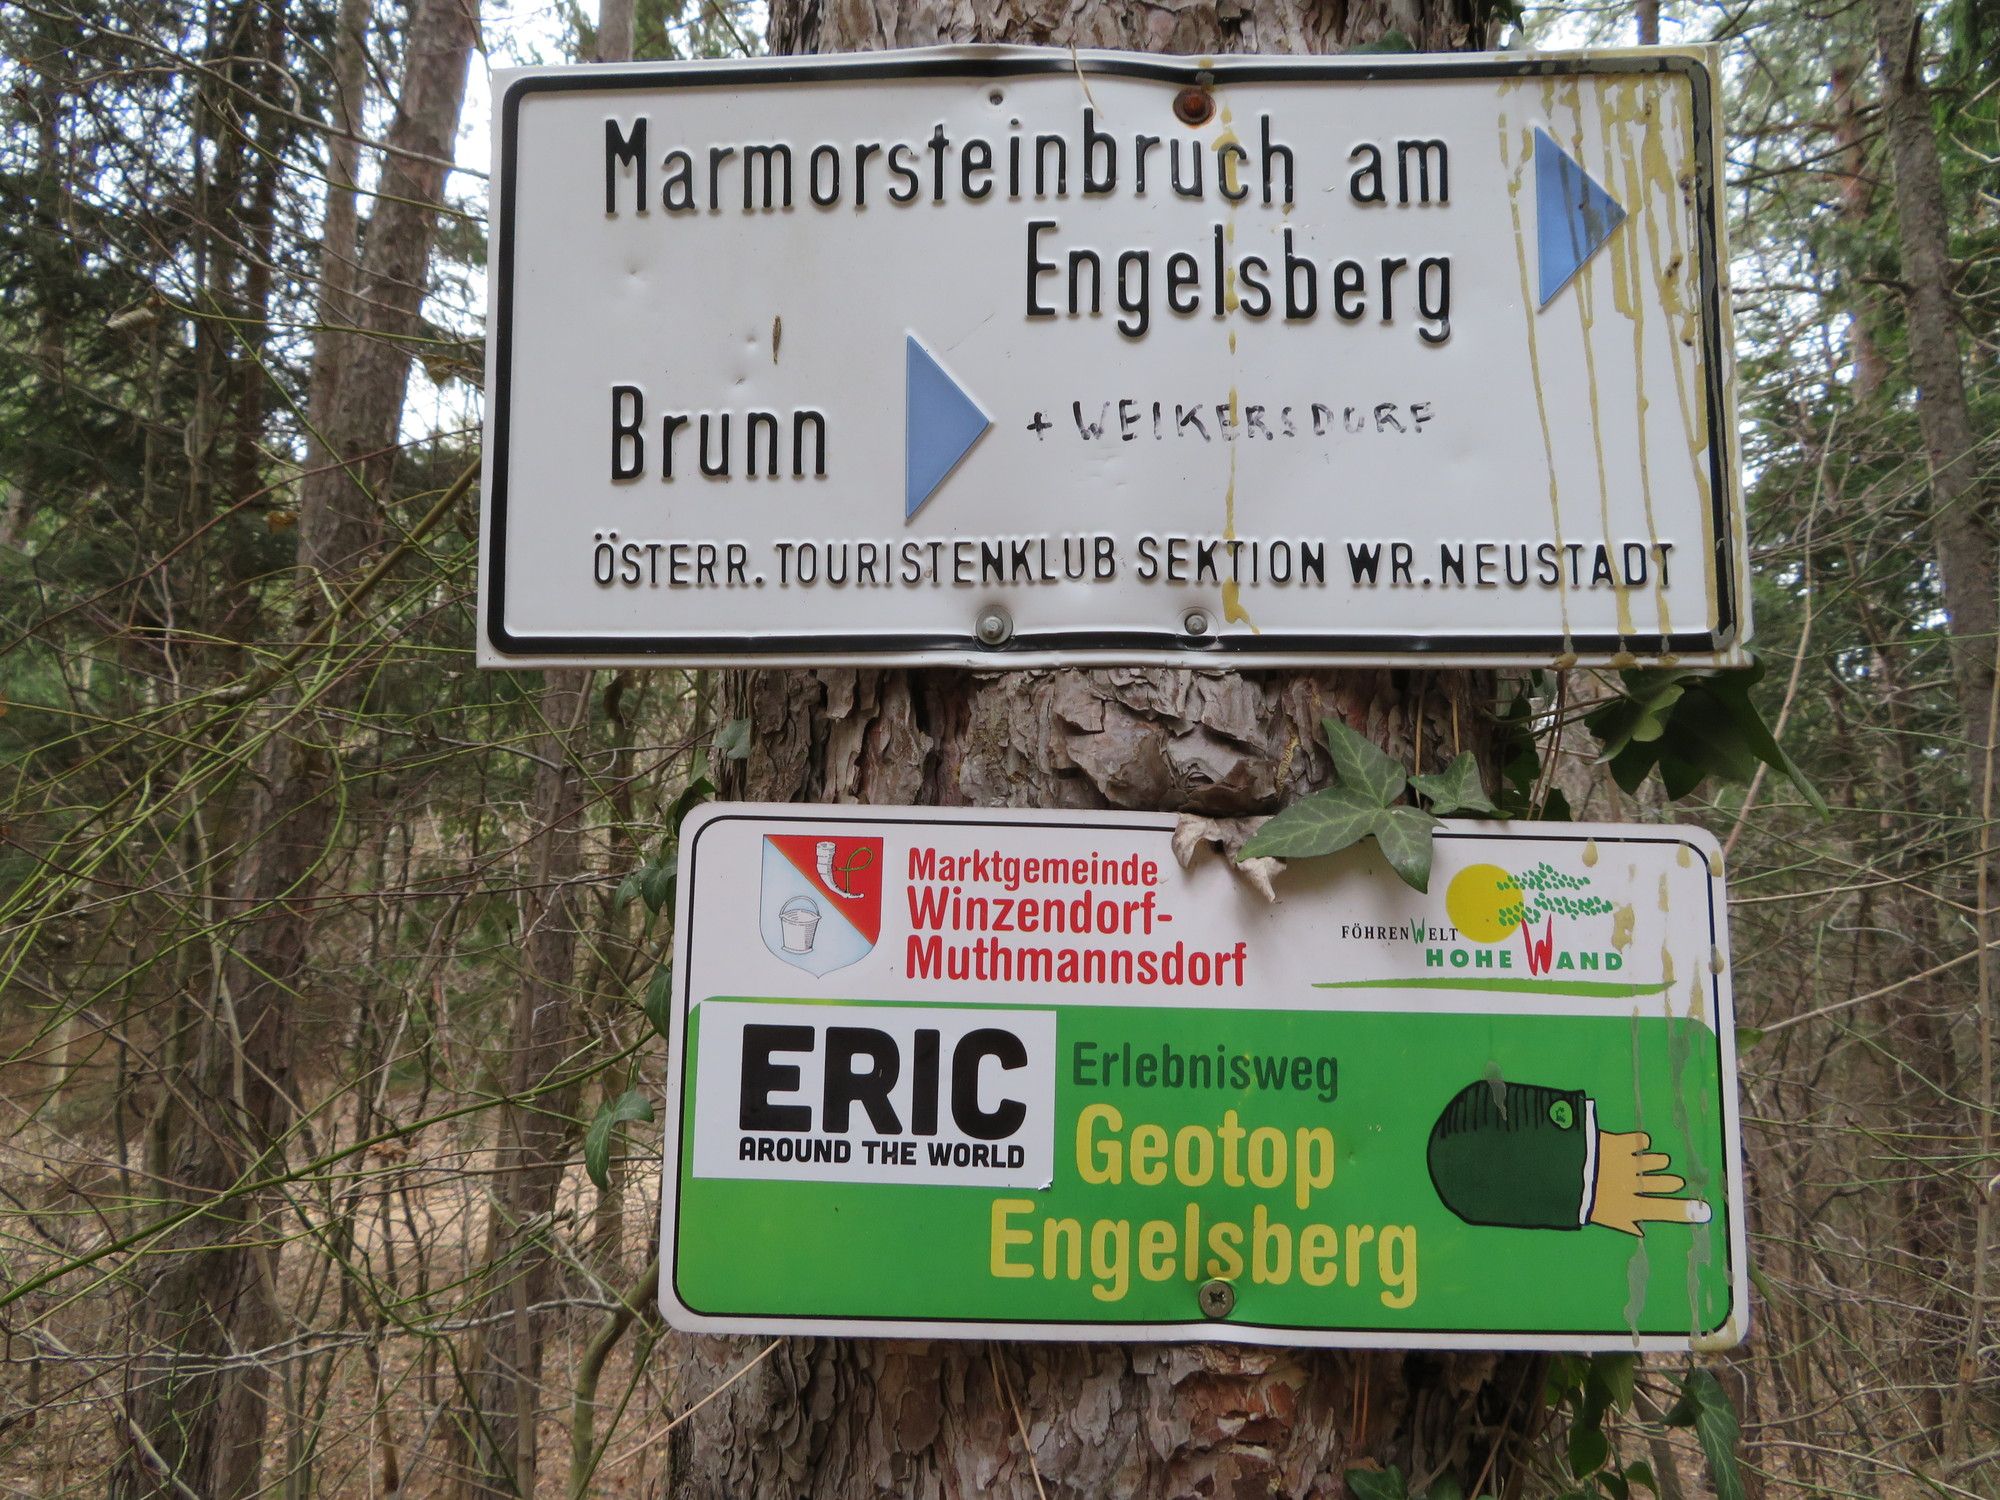 Marmorsteinbruch am
Engelsberg
Brunn + WEIKERSDORF
ÖSTERR. TOURISTENKLUB SEKTION WR. NEUSTADT
Marktgemeinde
Winzendorf-
Muthmannsdorf
FÖHRENWELT
HOHE WAND
ERIC
AROUND THE WORLD
Erlebnisweg
Geotop
Engelsberg